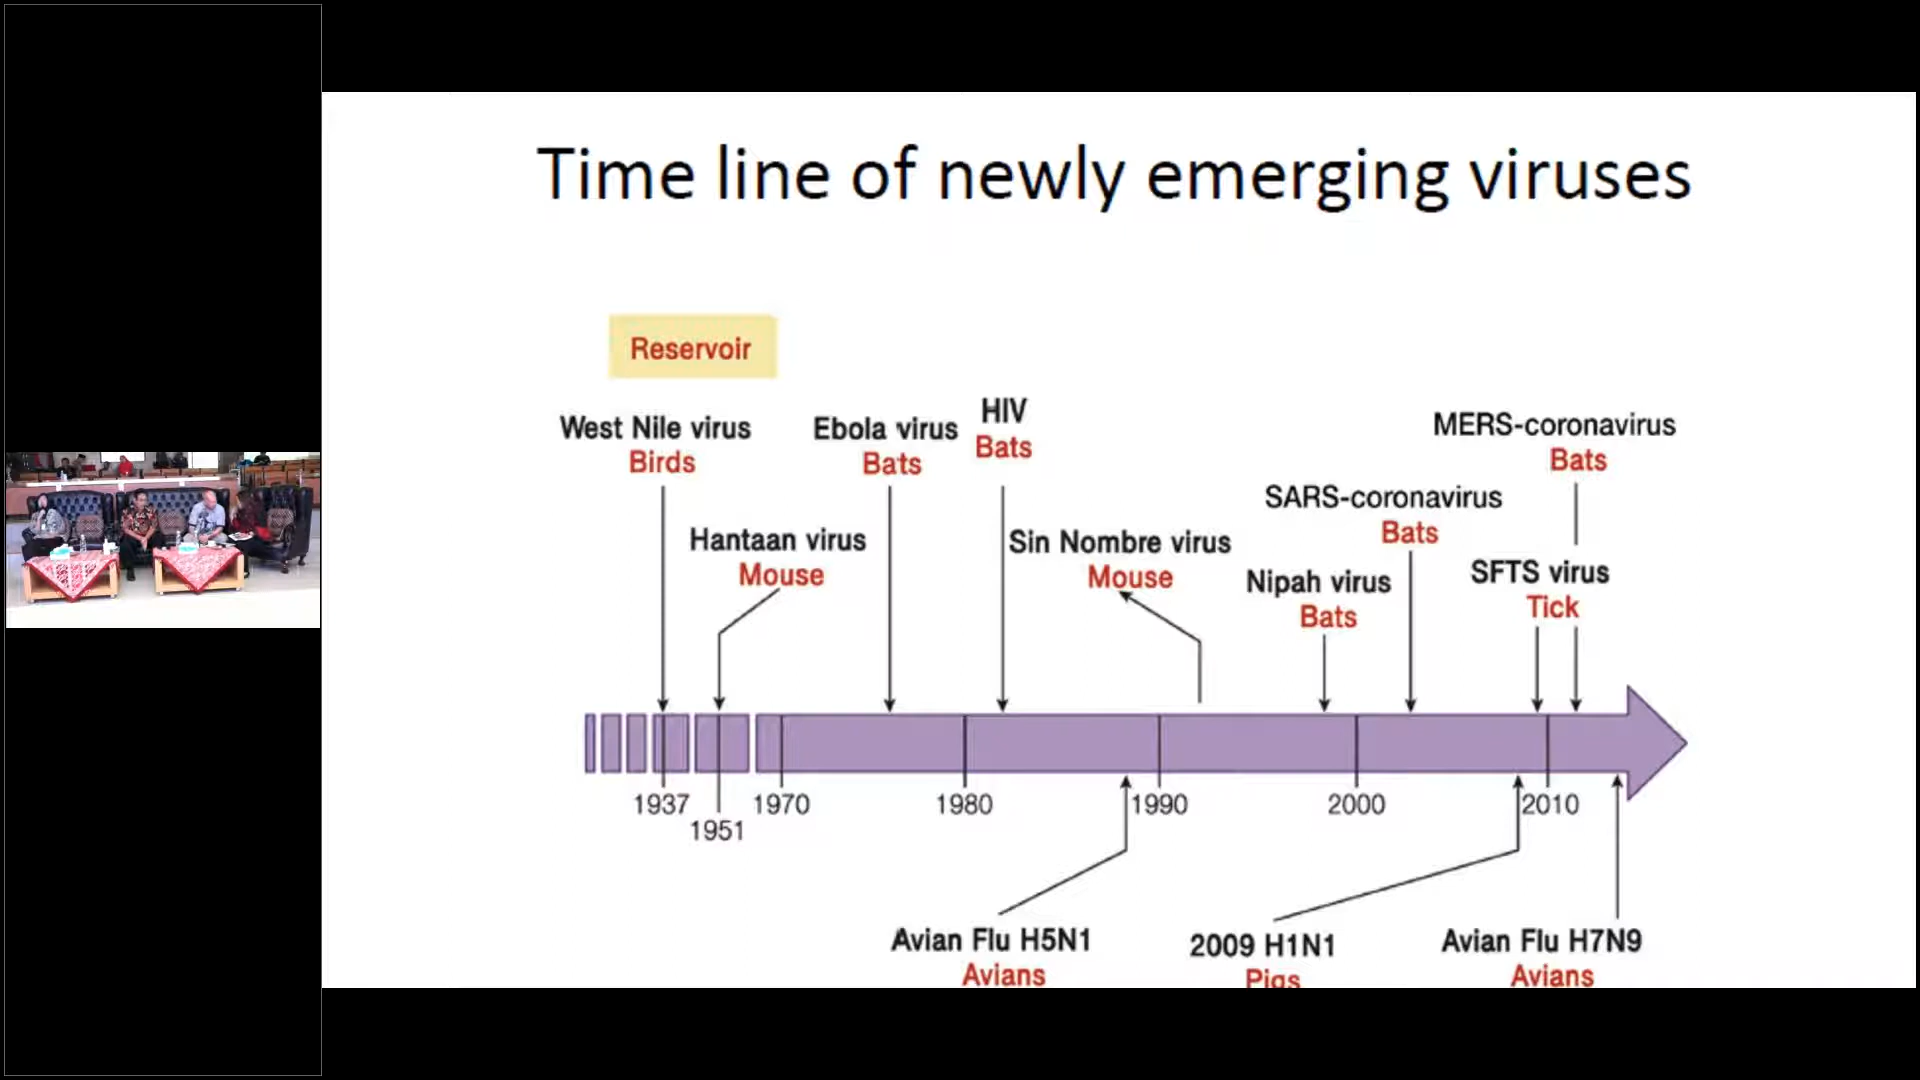 Time line of newly emerging viruses
Reservoir
West Nile virus
Birds
Hantaan virus
Mouse
Ebola virus
Bats
HIV
Bats
Sin Nombre virus
Mouse
Nipah virus
Bats
SARS-coronavirus
Bats
MERS-coronavirus
Bats
SFTS virus
Tick
1937
1951
1970
1980
1990
2000
2010
Avian Flu H5N1
Avians
2009 H1N1
Pigs
Avian Flu H7N9
Avians